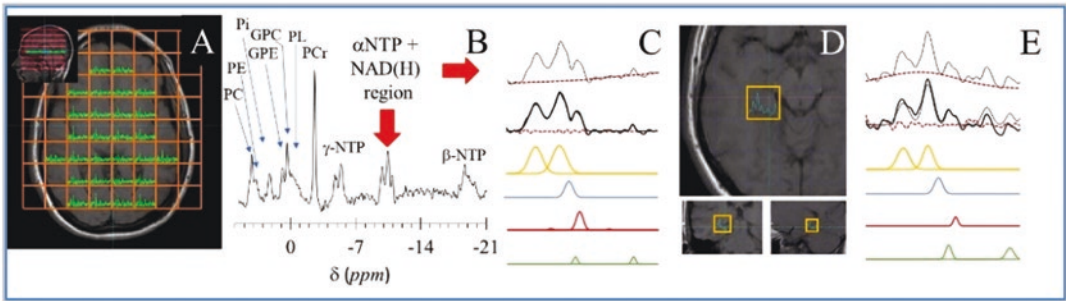 A
Pi
PE
PC
GPC
GPE
PL
PCr
γ-NTP
αNTP +
NAD(H)
region
β-NTP
B
0
-7
-14
-21
δ (ppm)
C
D
E